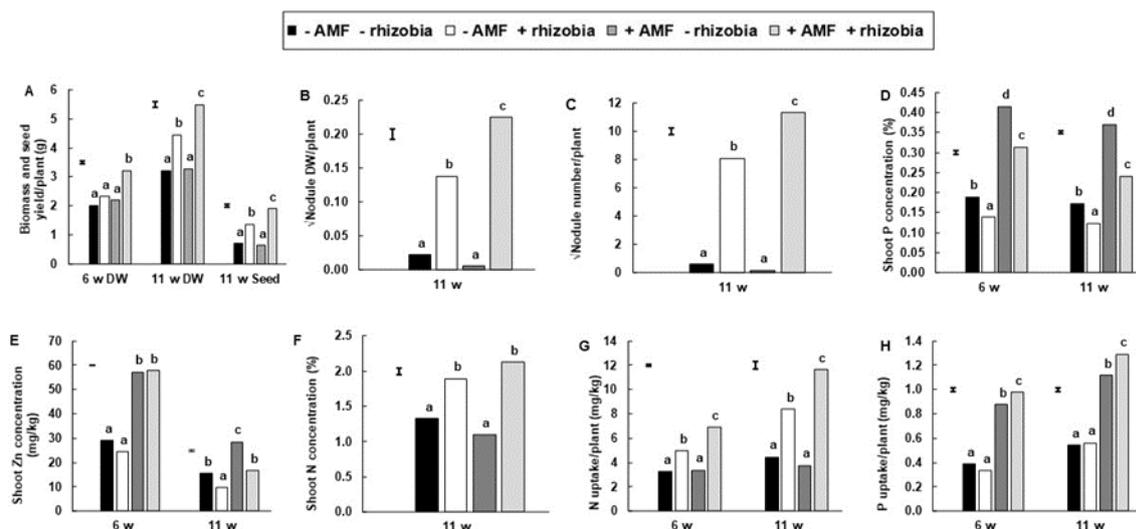 - AMF - rhizobia - AMF + rhizobia + AMF - rhizobia + AMF + rhizobia
A
Biomass and seed
yield/plant (g)
6
5
4
3
2
1
0
a a a b
a b a c
a b a c
6 w DW 11 w DW 11 w Seed
B
√Nodule DW/plant
0.25
0.20
0.15
0.10
0.05
0.00
a b a c
11 w
C
√Nodule number/plant
12
10
8
6
4
2
0
a b a c
11 w
D
Shoot P concentration (%)
0.45
0.40
0.35
0.30
0.25
0.20
0.15
0.10
0.05
0.00
b a d c
b a d c
6 w 11 w
E
Shoot Zn concentration
(mg/kg)
70
60
50
40
30
20
10
0
a a b b
b a c b
6 w 11 w
F
Shoot N concentration (%)
2.5
2.0
1.5
1.0
0.5
0.0
a b a b
11 w
G
N uptake/plant (mg/kg)
14
12
10
8
6
4
2
0
a b a c
a b a c
6 w 11 w
H
P uptake/plant (mg/kg)
1.4
1.2
1.0
0.8
0.6
0.4
0.2
0.0
a a b c
a a b c
6 w 11 w